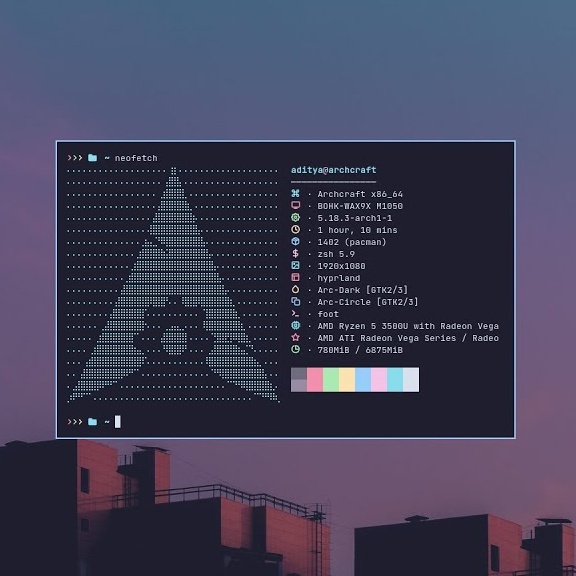 >>> ~ neofetch
aditya@archcraft
· Archcraft x86_64
· BOHK-WAX9X M1050
· 5.18.3-arch1-1
· 1 hour, 10 mins
· 1402 (pacman)
· zsh 5.9
· 1920x1080
· hyprland
· Arc-Dark [GTK2/3]
· Arc-Circle [GTK2/3]
· foot
· AMD Ryzen 5 3500U with Radeon Vega
· AMD ATI Radeon Vega Series / Radeo
· 780MiB / 6875MiB
>>> ~